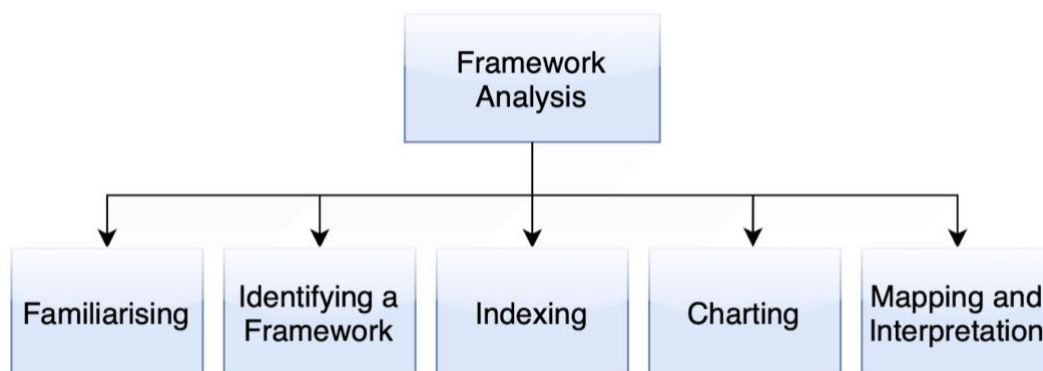 Framework
Analysis
Familiarising
Identifying a
Framework
Indexing
Charting
Mapping and
Interpretation